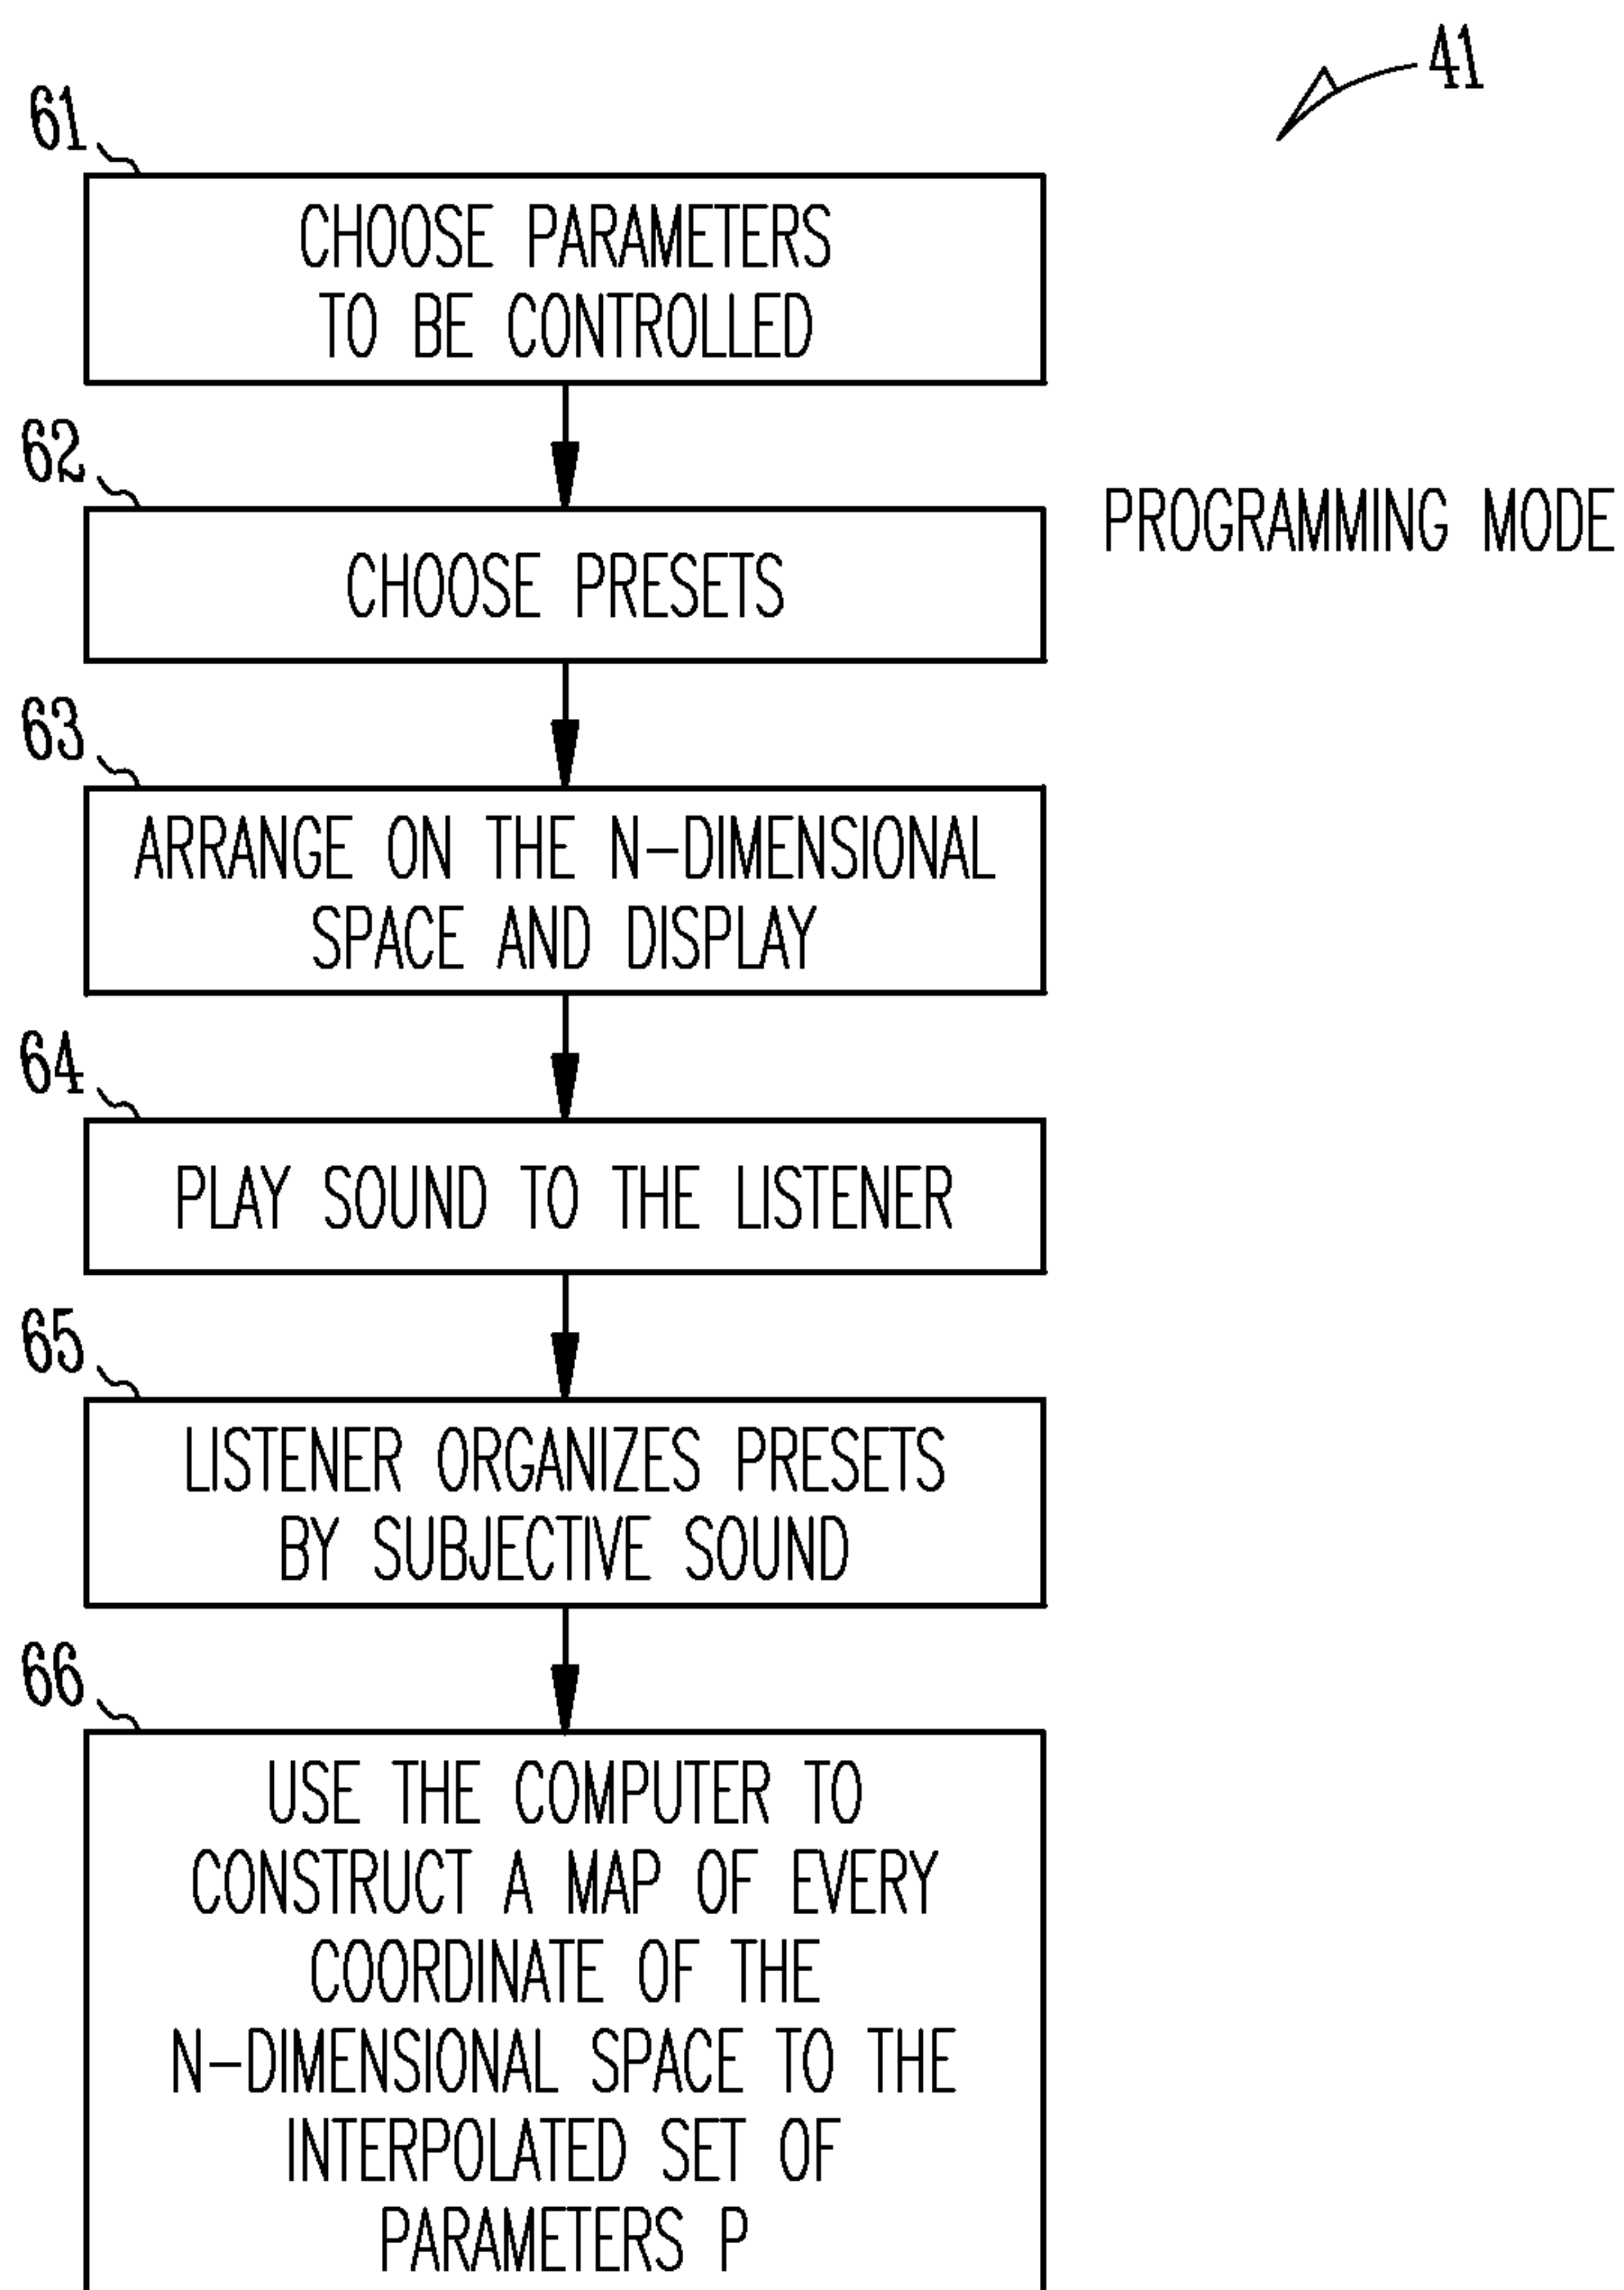 41
61
CHOOSE PARAMETERS
TO BE CONTROLLED
62
PROGRAMMING MODE
CHOOSE PRESETS
63
ARRANGE ON THE N-DIMENSIONAL
SPACE AND DISPLAY
64
PLAY SOUND TO THE LISTENER
65
LISTENER ORGANIZES PRESETS
BY SUBJECTIVE SOUND
66
USE THE COMPUTER TO
CONSTRUCT A MAP OF EVERY
COORDINATE OF THE
N-DIMENSIONAL SPACE TO THE
INTERPOLATED SET OF
PARAMETERS P